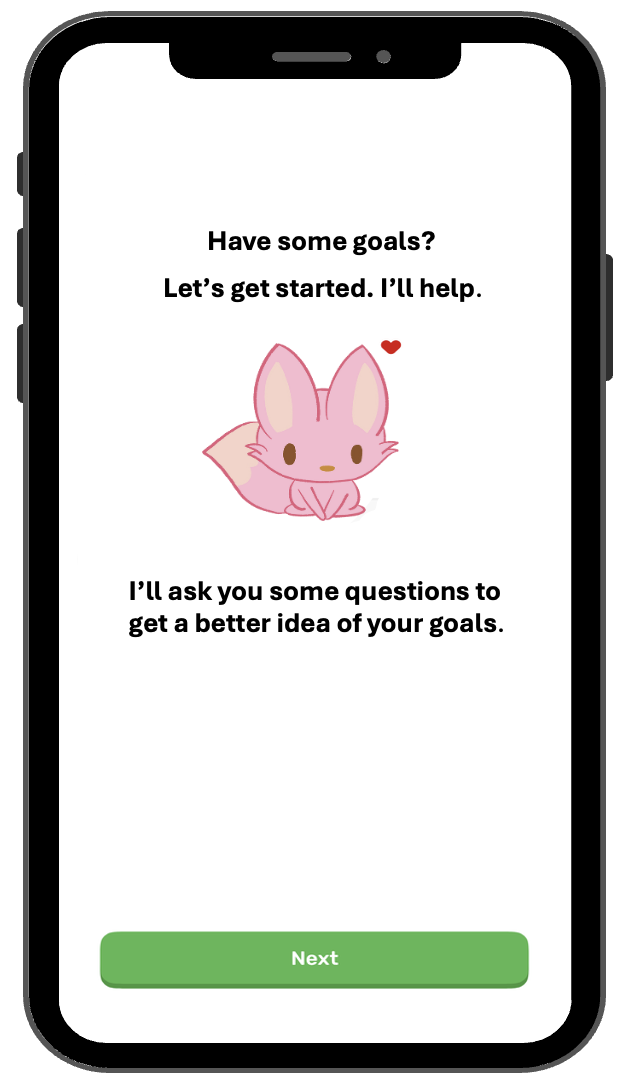 Have some goals?
Let’s get started. I’ll help.
I’ll ask you some questions to
get a better idea of your goals.
Next